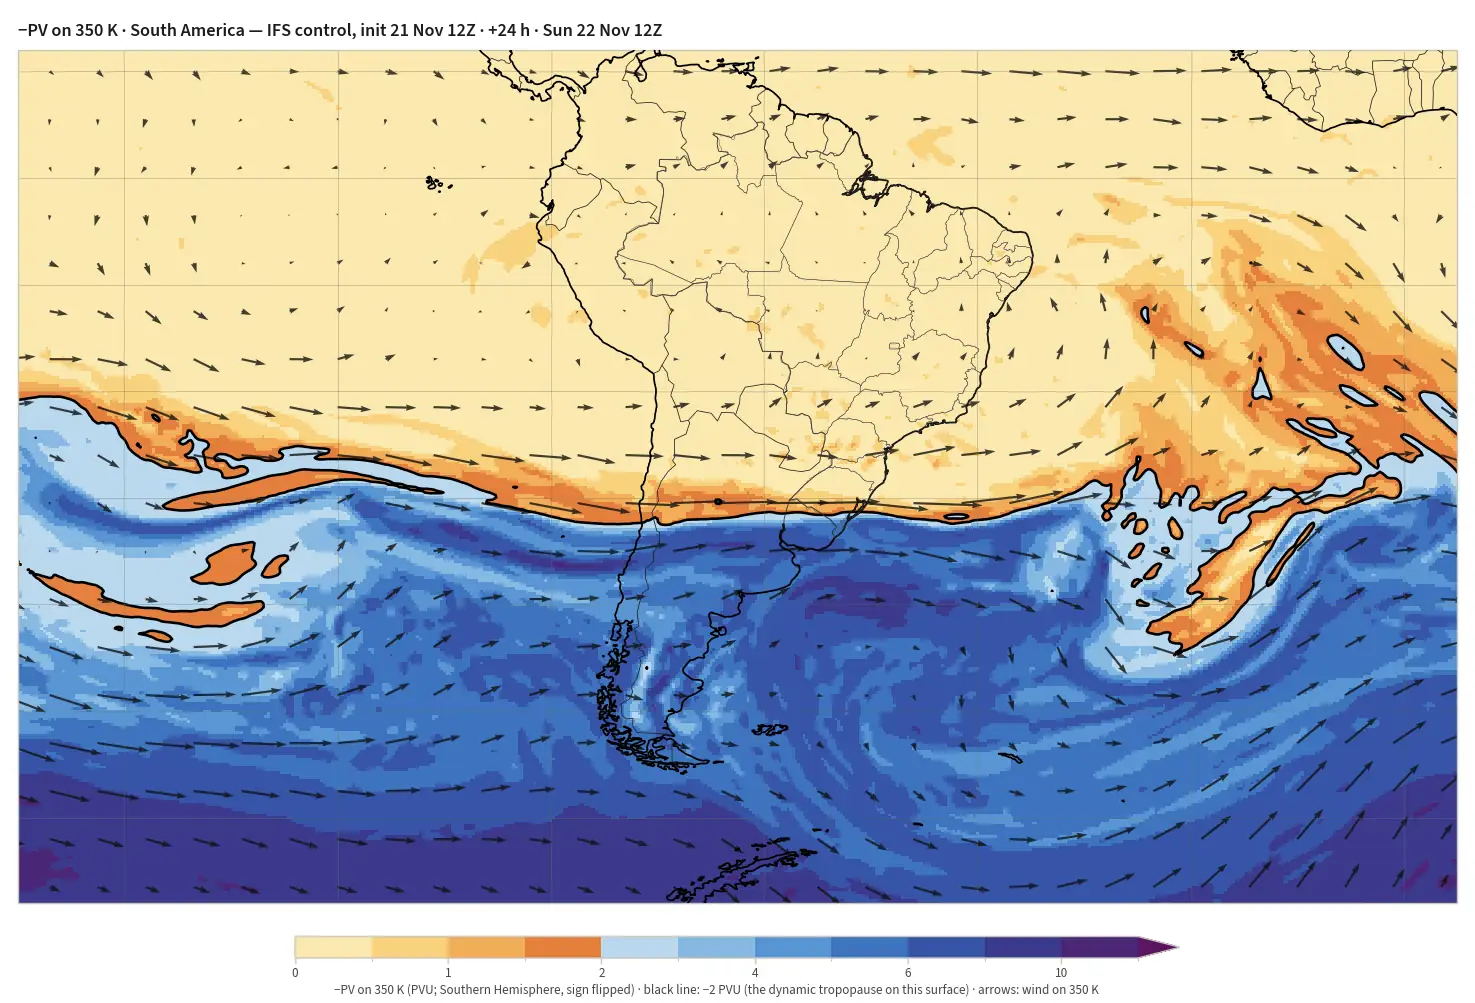 −PV on 350 K · South America — IFS control, init 21 Nov 12Z · +24 h · Sun 22 Nov 12Z
0 1 2 4 6 10
−PV on 350 K (PVU; Southern Hemisphere, sign flipped) · black line: −2 PVU (the dynamic tropopause on this surface) · arrows: wind on 350 K